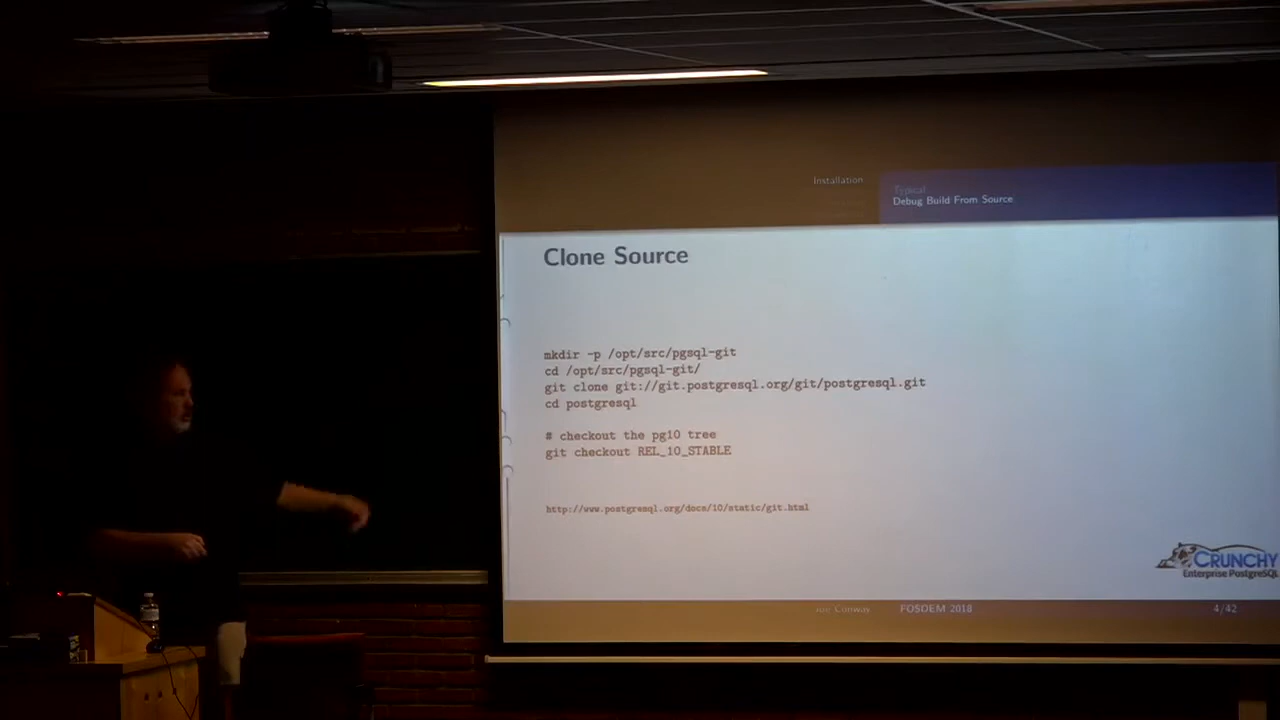 Installation
Typical
Debug Build From Source
Clone Source
mkdir -p /opt/src/pgsql-git
cd /opt/src/pgsql-git/
git clone git://git.postgresql.org/git/postgresql.git
cd postgresql
# checkout the pg10 tree
git checkout REL_10_STABLE
http://www.postgresql.org/docs/10/static/git.html
CRUNCHY
Enterprise PostgreSQL
Conway FOSDEM 2018 4/42